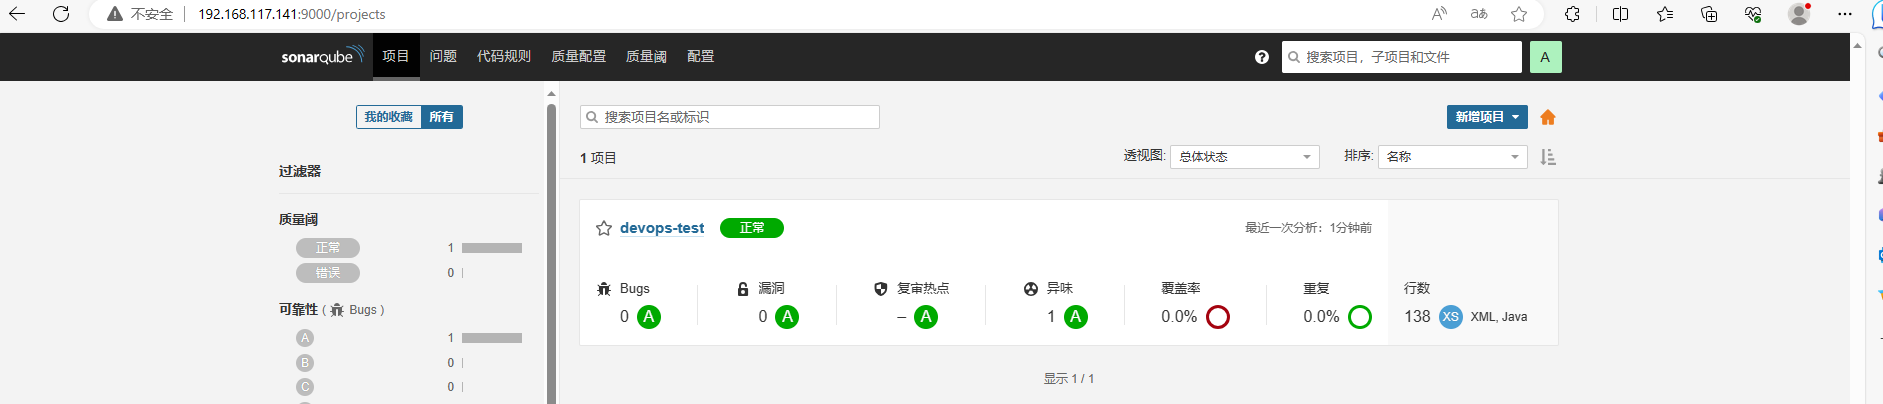 不安全 192.168.117.141:9000/projects
sonarqube 项目 问题 代码规则 质量配置 质量阈 配置 搜索项目，子项目和文件 A
我的收藏 所有
过滤器
质量阈
正常 1
错误 0
可靠性 ( Bugs )
A 1
B 0
C 0
搜索项目名或标识 新增项目
1 项目 透视图: 总体状态 排序: 名称
devops-test 正常 最近一次分析：1分钟前
Bugs 漏洞 复审热点 异味 覆盖率 重复 行数
0 A 0 A – A 1 A 0.0% 0.0% 138 XS XML, Java
显示 1 / 1